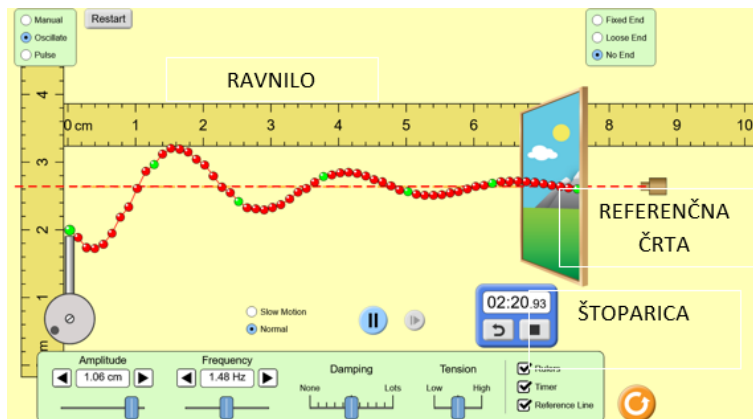 Manual
Oscillate
Pulse
Restart
Fixed End
Loose End
No End
RAVNILO
0 cm 1 2 3 4 5 6 7 8 9 10
4
3
2
1
REFERENČNA
ČRTA
02:20.93
ŠTOPARICA
Slow Motion
Normal
Amplitude
1.06 cm
Frequency
1.48 Hz
Damping
None
Lots
Tension
Low
High
Rulers
Timer
Reference Line